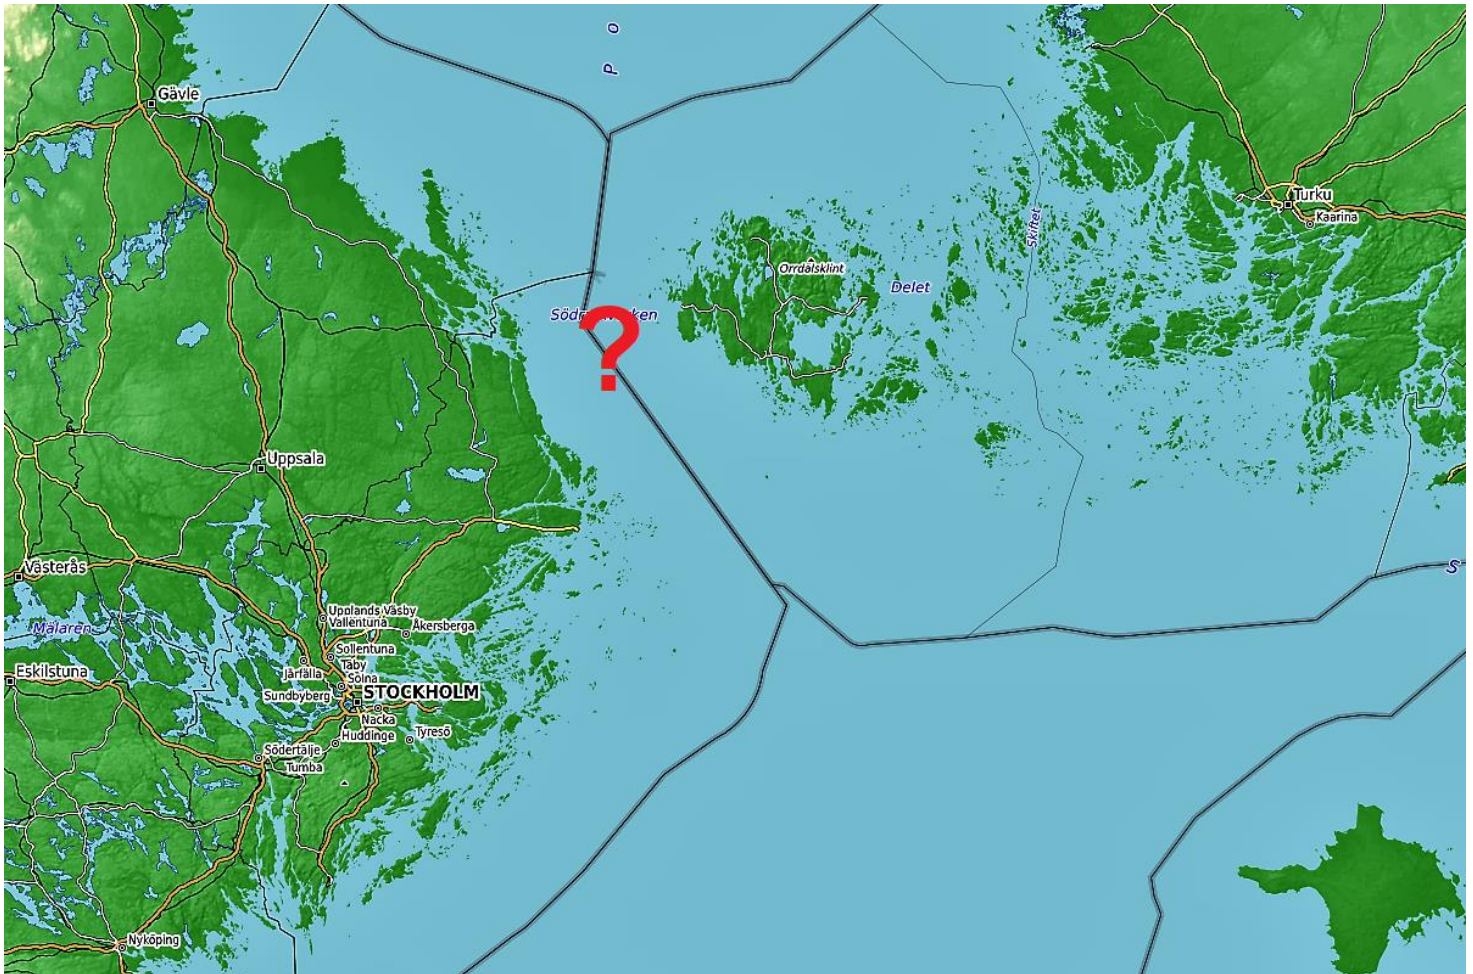 P o
Gävle
Turku
Kaarina
Skiftet
Orrdalsklint
Delet
?
Uppsala
Västerås
S
Upplands Väsby
Vallentuna
Åkersberga
Mälaren
Sollentuna
Täby
Järfälla
Solna
Eskilstuna
Sundbyberg
STOCKHOLM
Nacka
Huddinge
Tyresö
Södertälje
Tumba
Nyköping